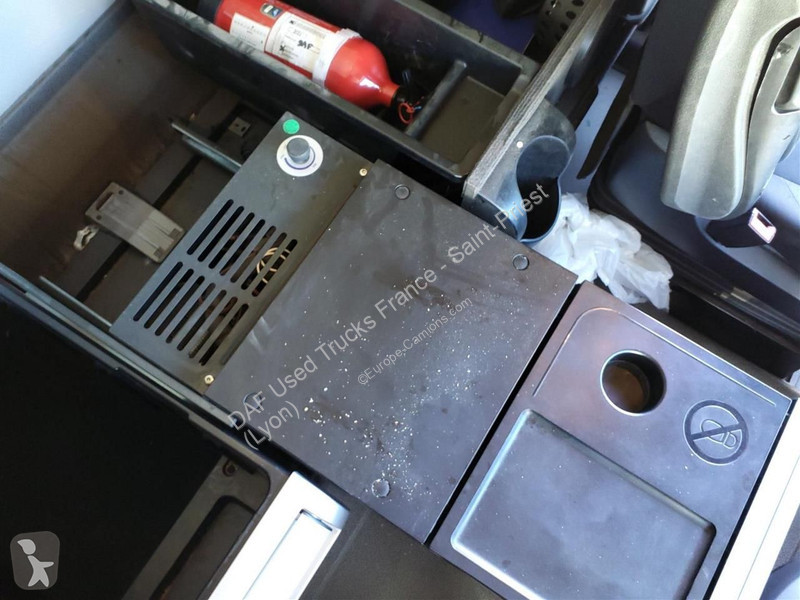 DAF Used Trucks France - Saint-Priest
(Lyon)
©Europe-Camions.com